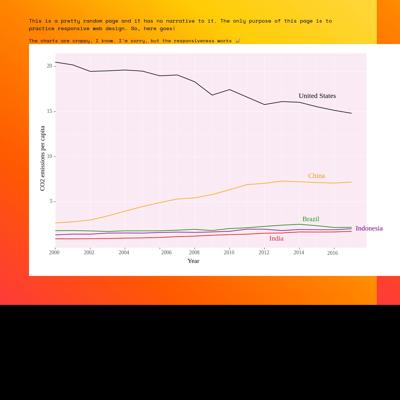 This is a pretty random page and it has no narrative to it. The only purpose of this page is to
practice responsive web design. So, here goes!
The charts are crappy, I know. I'm sorry, but the responsiveness works
20
15
10
5
United States
China
Brazil
Indonesia
India
CO2 emissions per capita
2000
2002
2004
2006
2008
2010
2012
2014
2016
Year